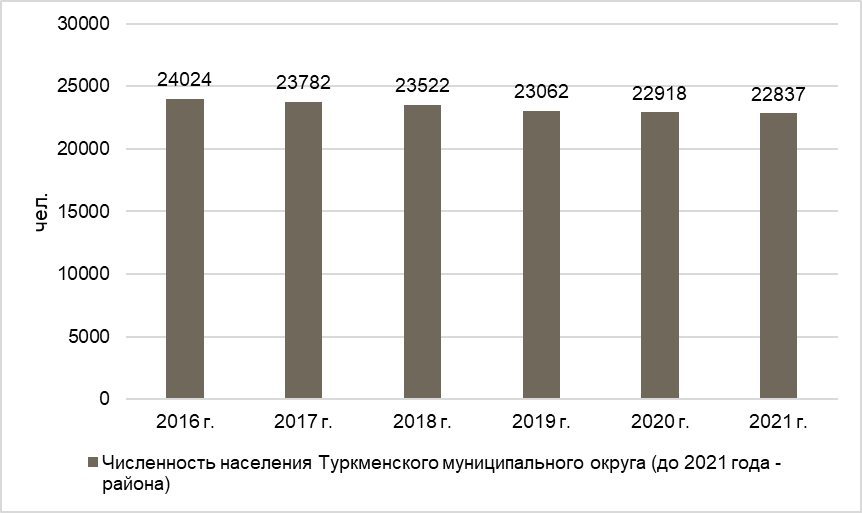 30000
25000
20000
15000
10000
5000
0
чел.
24024
23782
23522
23062
22918
22837
2016 г.
2017 г.
2018 г.
2019 г.
2020 г.
2021 г.
Численность населения Туркменского муниципального округа (до 2021 года -
района)